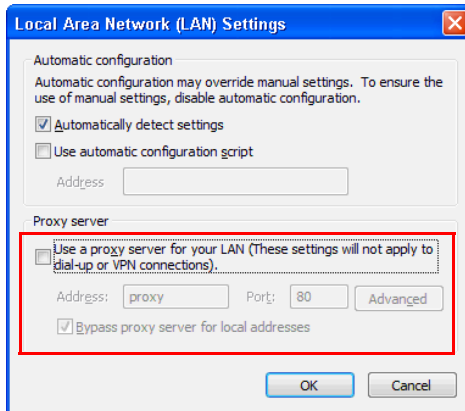 Local Area Network (LAN) Settings
Automatic configuration
Automatic configuration may override manual settings. To ensure the
use of manual settings, disable automatic configuration.
Automatically detect settings
Use automatic configuration script
Address
Proxy server
Use a proxy server for your LAN (These settings will not apply to
dial-up or VPN connections).
Address: proxy Port: 80 Advanced
Bypass proxy server for local addresses
OK Cancel